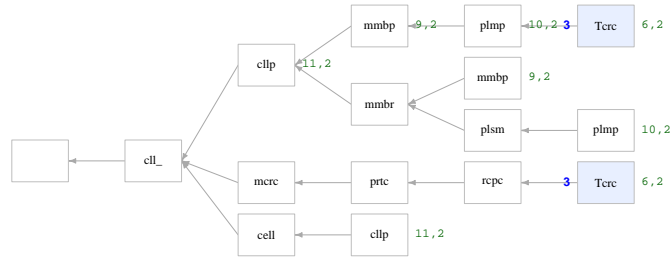 mmbp 9,2 plmp 10,2 3 Tcrc 6,2
cllp 11,2
mmbp 9,2
mmbr
plsm plmp 10,2
cll_
mcrc prtc rcpc 3 Tcrc 6,2
cell cllp 11,2